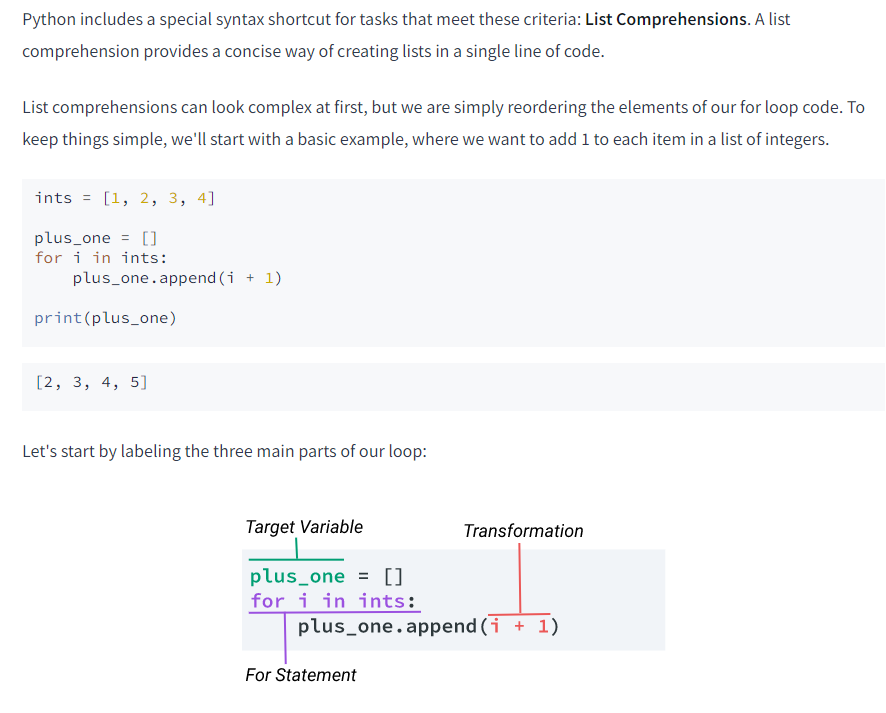 Python includes a special syntax shortcut for tasks that meet these criteria: List Comprehensions. A list
comprehension provides a concise way of creating lists in a single line of code.
List comprehensions can look complex at first, but we are simply reordering the elements of our for loop code. To
keep things simple, we'll start with a basic example, where we want to add 1 to each item in a list of integers.
ints = [1, 2, 3, 4]
plus_one = []
for i in ints:
    plus_one.append(i + 1)
print(plus_one)
[2, 3, 4, 5]
Let's start by labeling the three main parts of our loop:
Target Variable
Transformation
plus_one = []
for i in ints:
    plus_one.append(i + 1)
For Statement